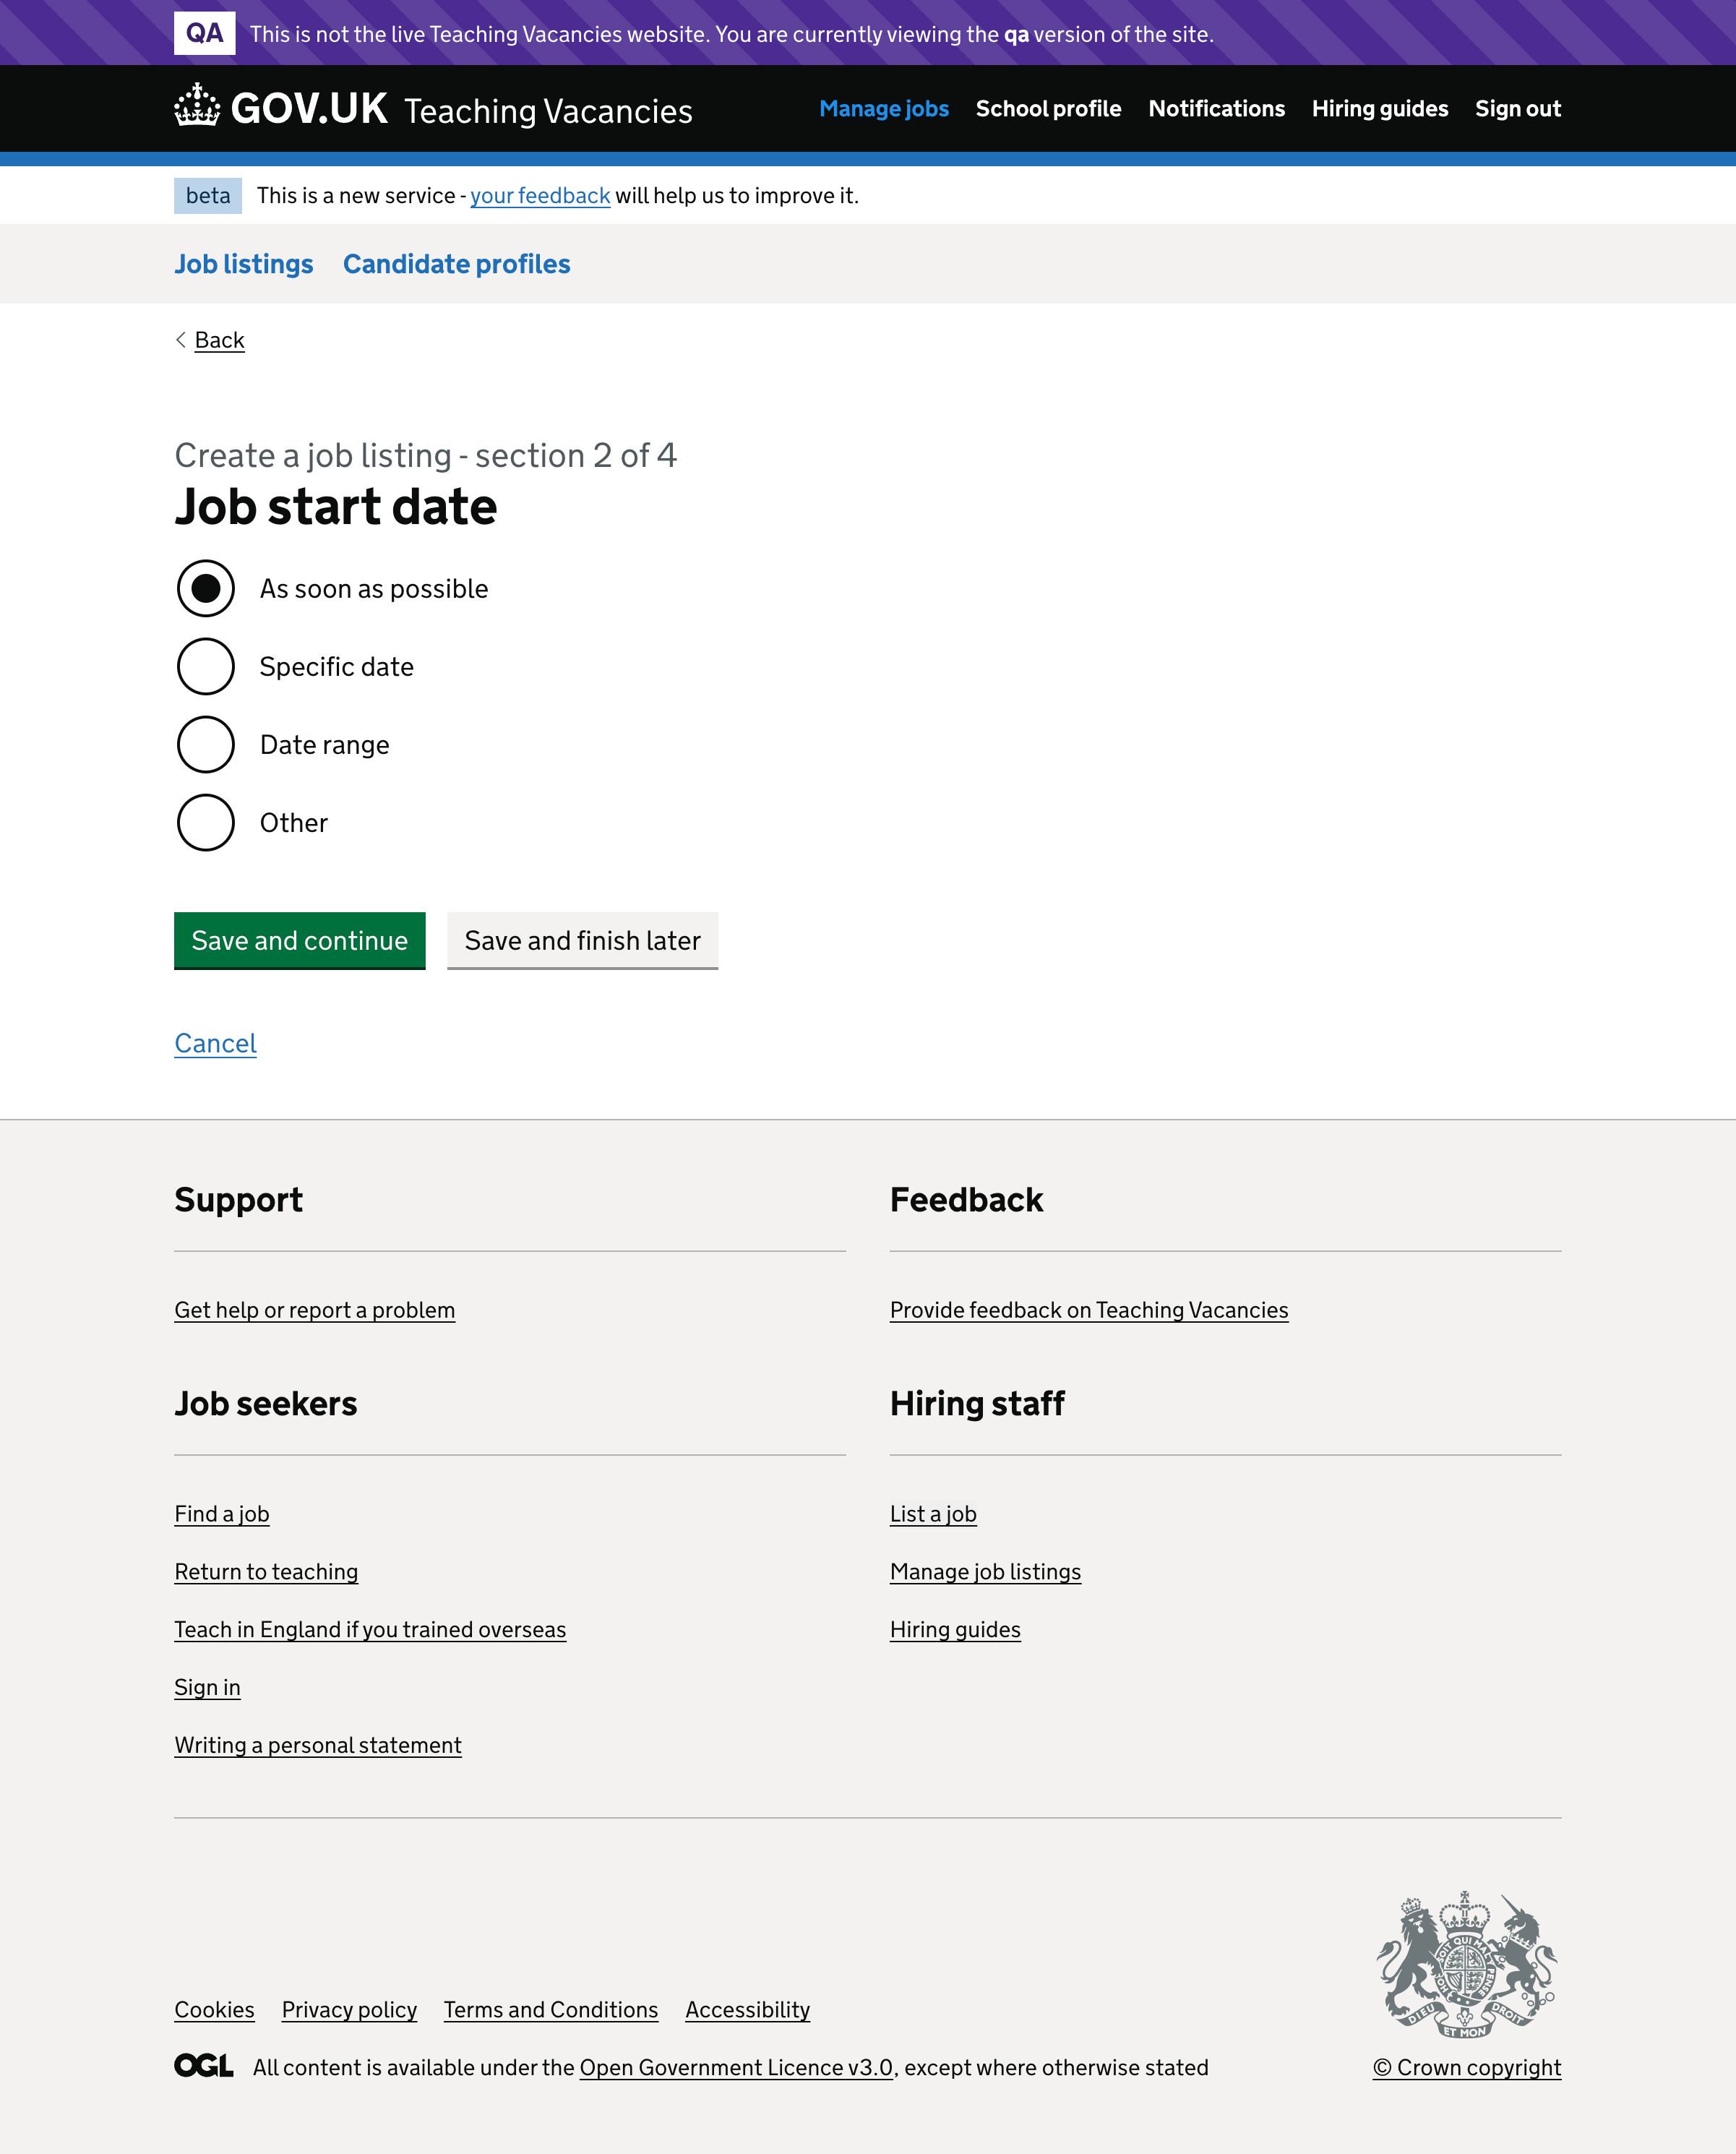 QA This is not the live Teaching Vacancies website. You are currently viewing the qa version of the site.
GOV.UK Teaching Vacancies Manage jobs School profile Notifications Hiring guides Sign out
beta This is a new service - your feedback will help us to improve it.
Job listings Candidate profiles
Back
Create a job listing - section 2 of 4
Job start date
As soon as possible
Specific date
Date range
Other
Save and continue Save and finish later
Cancel
Support
Get help or report a problem
Feedback
Provide feedback on Teaching Vacancies
Job seekers
Find a job
Return to teaching
Teach in England if you trained overseas
Sign in
Writing a personal statement
Hiring staff
List a job
Manage job listings
Hiring guides
Cookies Privacy policy Terms and Conditions Accessibility
OGL All content is available under the Open Government Licence v3.0, except where otherwise stated
DIEU ET MON DROIT
© Crown copyright